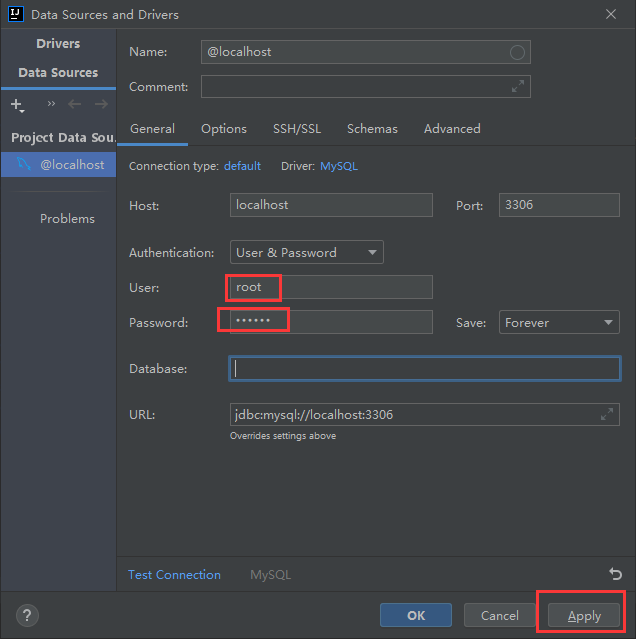 Data Sources and Drivers
Drivers
Data Sources
Project Data Sou.
@localhost
Problems
Name: @localhost
Comment:
General Options SSH/SSL Schemas Advanced
Connection type: default Driver: MySQL
Host: localhost Port: 3306
Authentication: User & Password
User: root
Password: •••••• Save: Forever
Database:
URL: jdbc:mysql://localhost:3306
Overrides settings above
Test Connection MySQL
? OK Cancel Apply